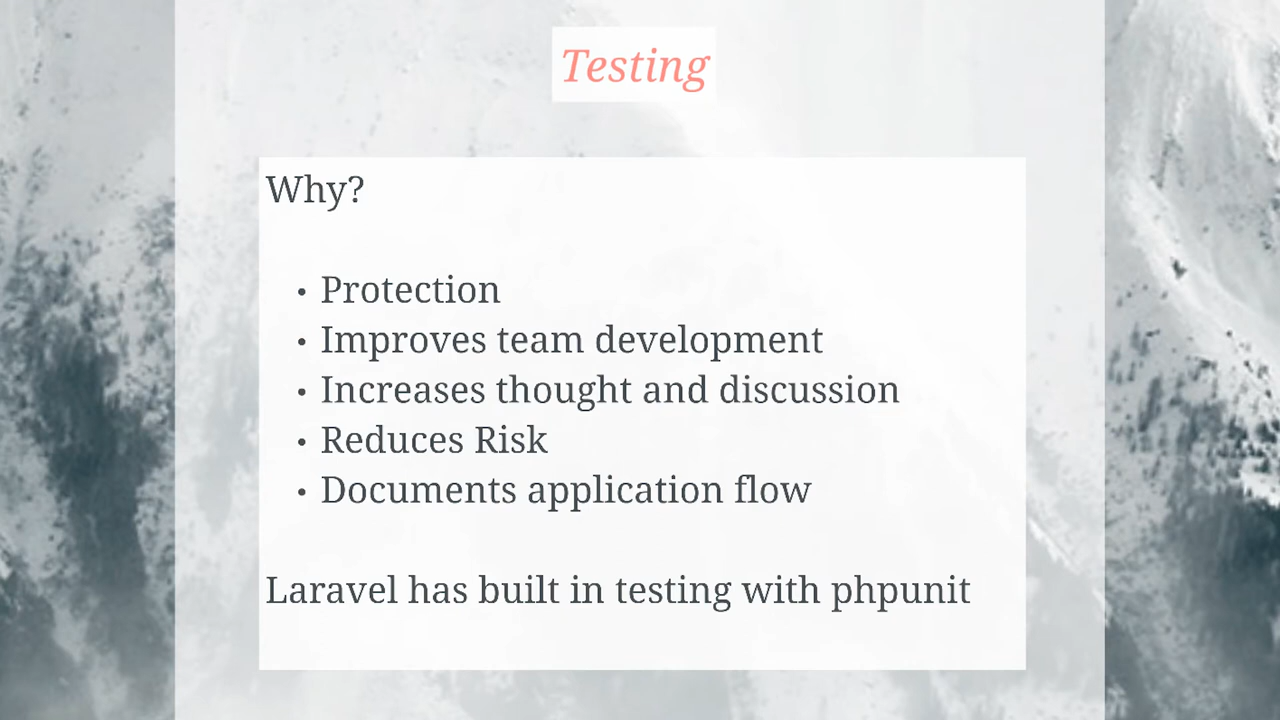 Testing
Why?
• Protection
• Improves team development
• Increases thought and discussion
• Reduces Risk
• Documents application flow
Laravel has built in testing with phpunit